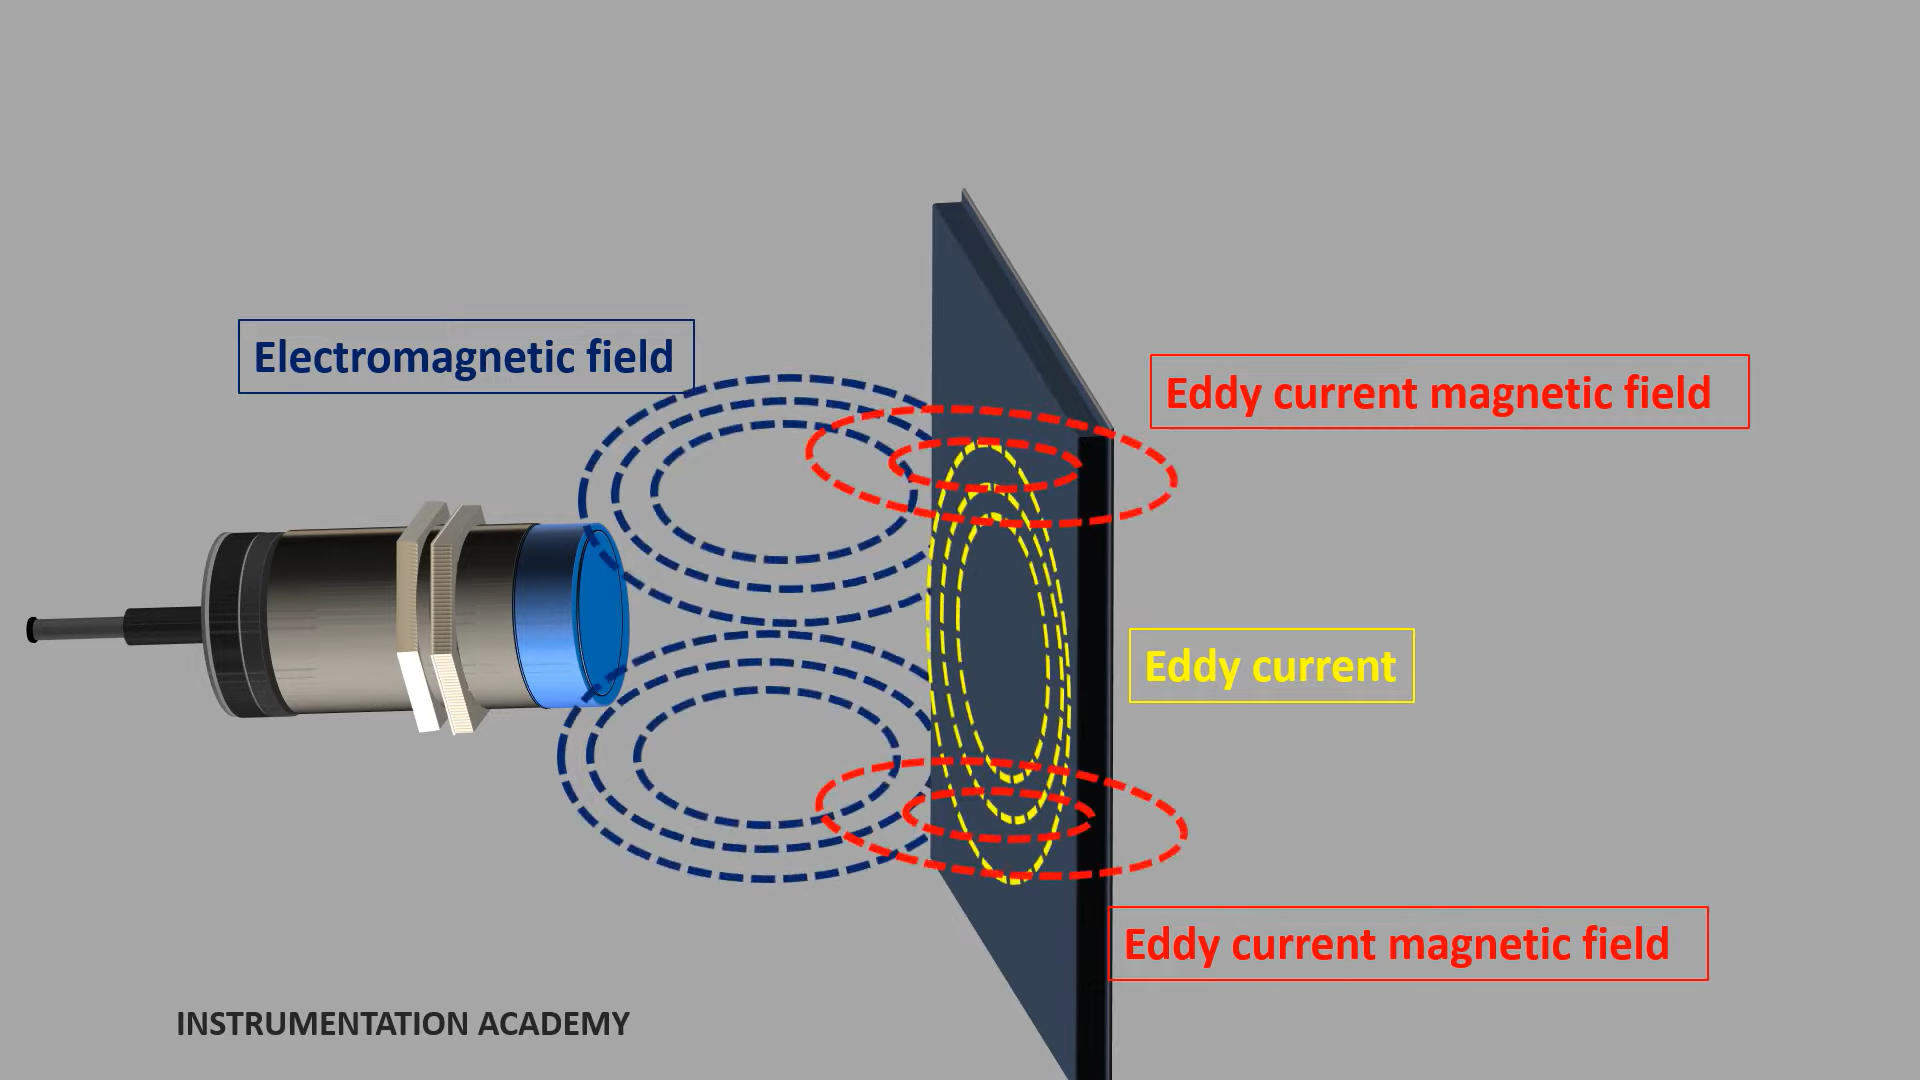 Electromagnetic field
Eddy current magnetic field
Eddy current
Eddy current magnetic field
INSTRUMENTATION ACADEMY